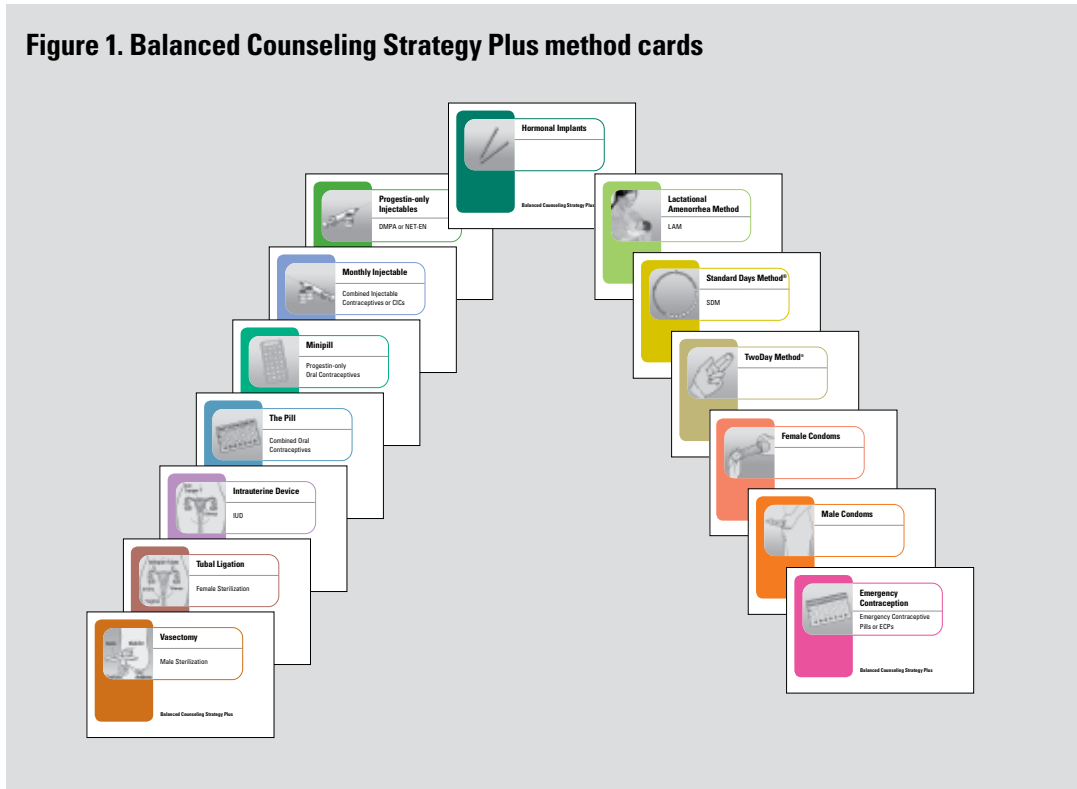 Figure 1. Balanced Counseling Strategy Plus method cards
Hormonal Implants
Balanced Counseling Strategy Plus
Progestin-only
Injectables
DMPA or NET-EN
Monthly Injectable
Combined Injectable
Contraceptives or CICs
Minipill
Progestin-only
Oral Contraceptives
The Pill
Combined Oral
Contraceptives
Intrauterine Device
IUD
Tubal Ligation
Female Sterilization
Vasectomy
Male Sterilization
Balanced Counseling Strategy Plus
Lactational
Amenorrhea Method
LAM
Standard Days Method®
SDM
TwoDay Method®
Female Condoms
Male Condoms
Emergency
Contraception
Emergency Contraceptive
Pills or ECPs
Balanced Counseling Strategy Plus